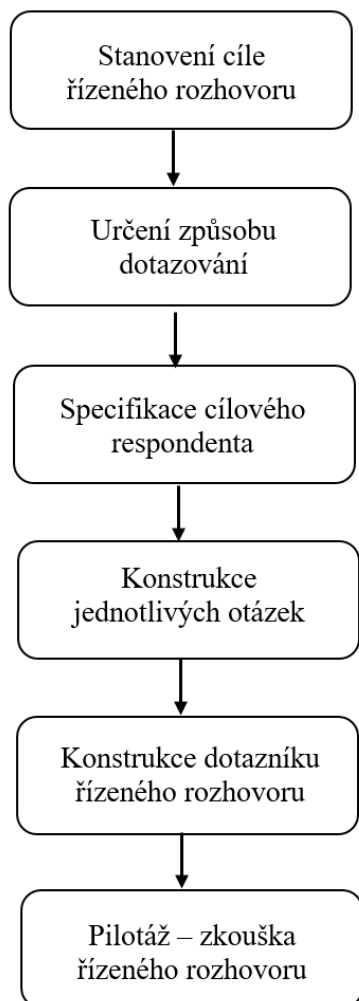 Stanovení cíle
řízeného rozhovoru
Určení způsobu
dotazování
Specifikace cílového
respondenta
Konstrukce
jednotlivých otázek
Konstrukce dotazníku
řízeného rozhovoru
Pilotáž – zkouška
řízeného rozhovoru